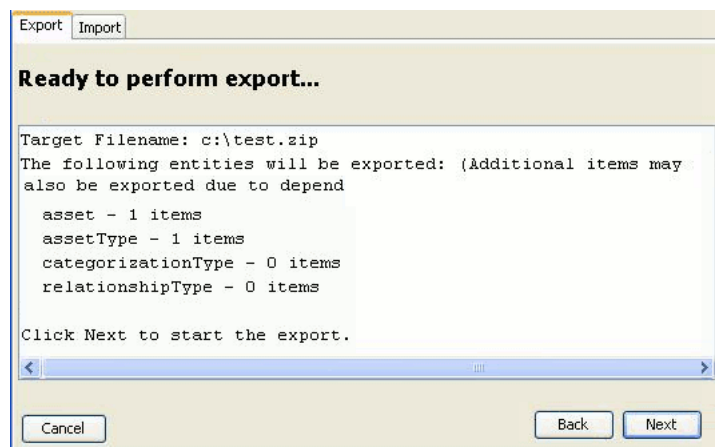 Export Import
Ready to perform export...
Target Filename: c:\test.zip
The following entities will be exported: (Additional items may
also be exported due to depend
asset - 1 items
assetType - 1 items
categorizationType - 0 items
relationshipType - 0 items
Click Next to start the export.
Cancel Back Next